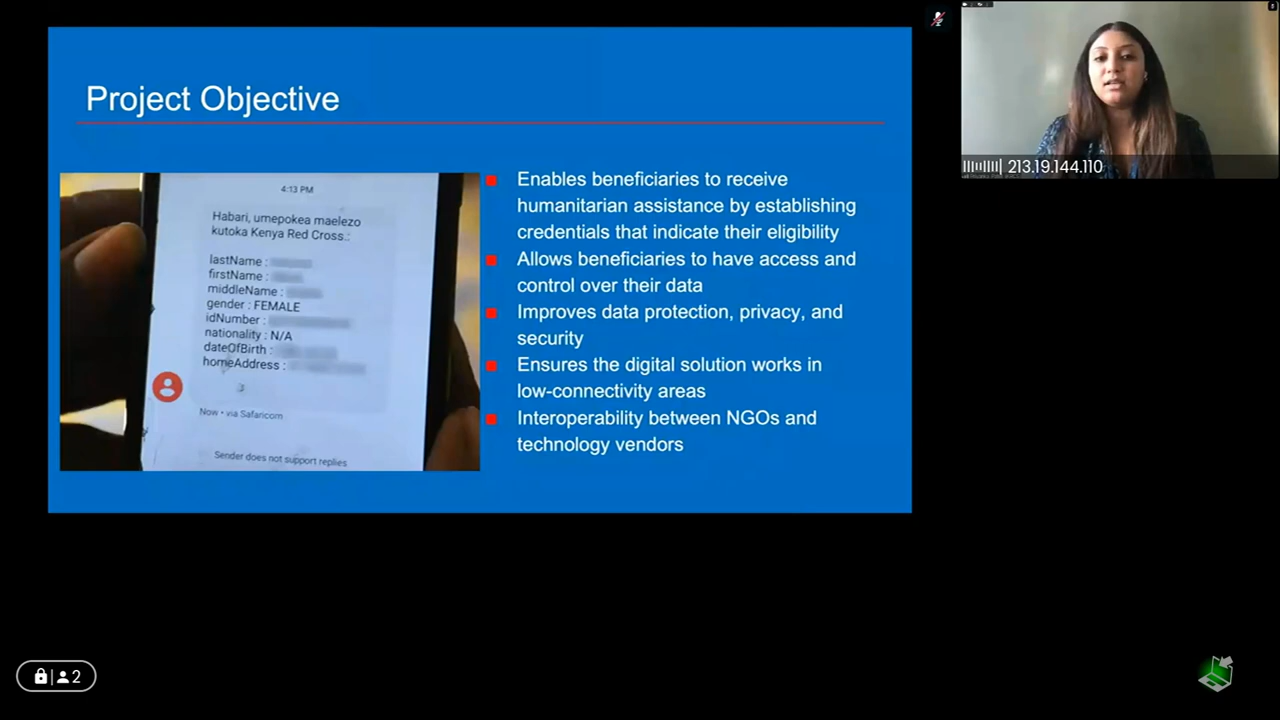 Project Objective
4:13 PM
Habari, umepokea maelezo
kutoka Kenya Red Cross.:
lastName :
firstName :
middleName :
gender : FEMALE
idNumber :
nationality : N/A
dateOfBirth :
homeAddress :
Now • via Safaricom
Sender does not support replies
Enables beneficiaries to receive
humanitarian assistance by establishing
credentials that indicate their eligibility
Allows beneficiaries to have access and
control over their data
Improves data protection, privacy, and
security
Ensures the digital solution works in
low-connectivity areas
Interoperability between NGOs and
technology vendors
213.19.144.110
2